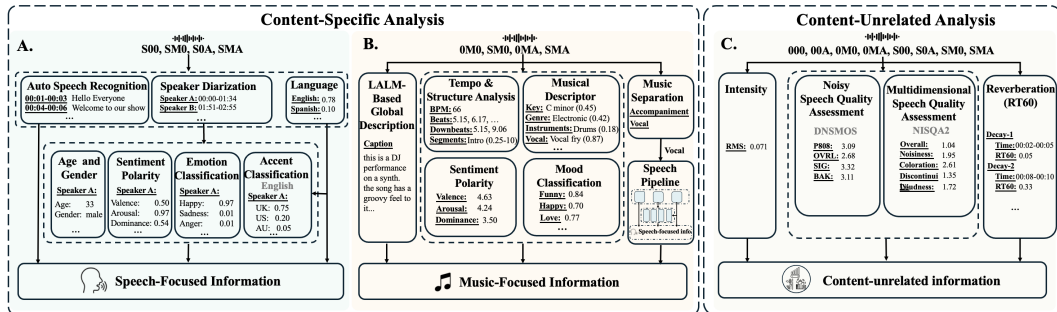 Content-Specific Analysis
A.
S00, SM0, S0A, SMA
Auto Speech Recognition
00:01-00:03 Hello Everyone
00:04-00:06 Welcome to our show
...
Speaker Diarization
Speaker A: 00:00-01:34
Speaker B: 01:51-02:55
...
Language
English: 0.78
Spanish: 0.10
...
Age and
Gender
Speaker A:
Age: 33
Gender: male
...
Sentiment
Polarity
Speaker A:
Valence: 0.50
Arousal: 0.97
Dominance: 0.54
...
Emotion
Classification
Speaker A:
Happy: 0.97
Sadness: 0.01
Anger: 0.01
...
Accent
Classification
English
Speaker A:
UK: 0.75
US: 0.20
AU: 0.05
...
Speech-Focused Information
B.
0M0, SM0, 0MA, SMA
LALM-
Based
Global
Description
Caption
this is a DJ
performance
on a synth.
the song has a
groovy feel to
it...
Tempo &
Structure Analysis
BPM: 66
Beats: 5.15, 6.17, ...
Downbeats: 5.15, 9.06
Segments: Intro (0.25-10)
...
Musical
Descriptor
Key: C minor (0.45)
Genre: Electronic (0.42)
Instruments: Drums (0.18)
Vocal: Vocal fry (0.87)
...
Sentiment
Polarity
Valence: 4.63
Arousal: 4.24
Dominance: 3.50
Mood
Classification
Funny: 0.84
Happy: 0.70
Love: 0.77
...
Music
Separation
Accompaniment
Vocal
Vocal
Speech
Pipeline
Speech-focused info.
Music-Focused Information
Content-Unrelated Analysis
C.
000, 00A, 0M0, 0MA, S00, S0A, SM0, SMA
Intensity
RMS: 0.071
Noisy
Speech Quality
Assessment
DNSMOS
P808: 3.09
OVRL: 2.68
SIG: 3.32
BAK: 3.11
Multidimensional
Speech Quality
Assessment
NISQA2
Overall: 1.04
Noisiness: 1.95
Coloration: 2.61
Discontinui 1.35
1.72
Reverberation
(RT60)
Decay-1
Time: 00:02-00:05
RT60: 0.05
Decay-2
Time: 00:08-00:10
RT60: 0.33
...
Content-unrelated information